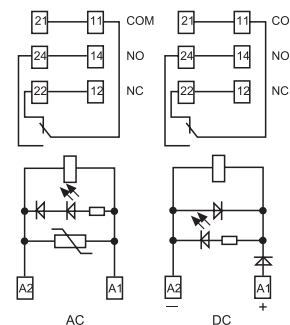 21 11 COM
24 14 NO
22 12 NC
A2 A1
AC
21 11 CO
24 14 NO
22 12 NC
A2 A1
— +
DC